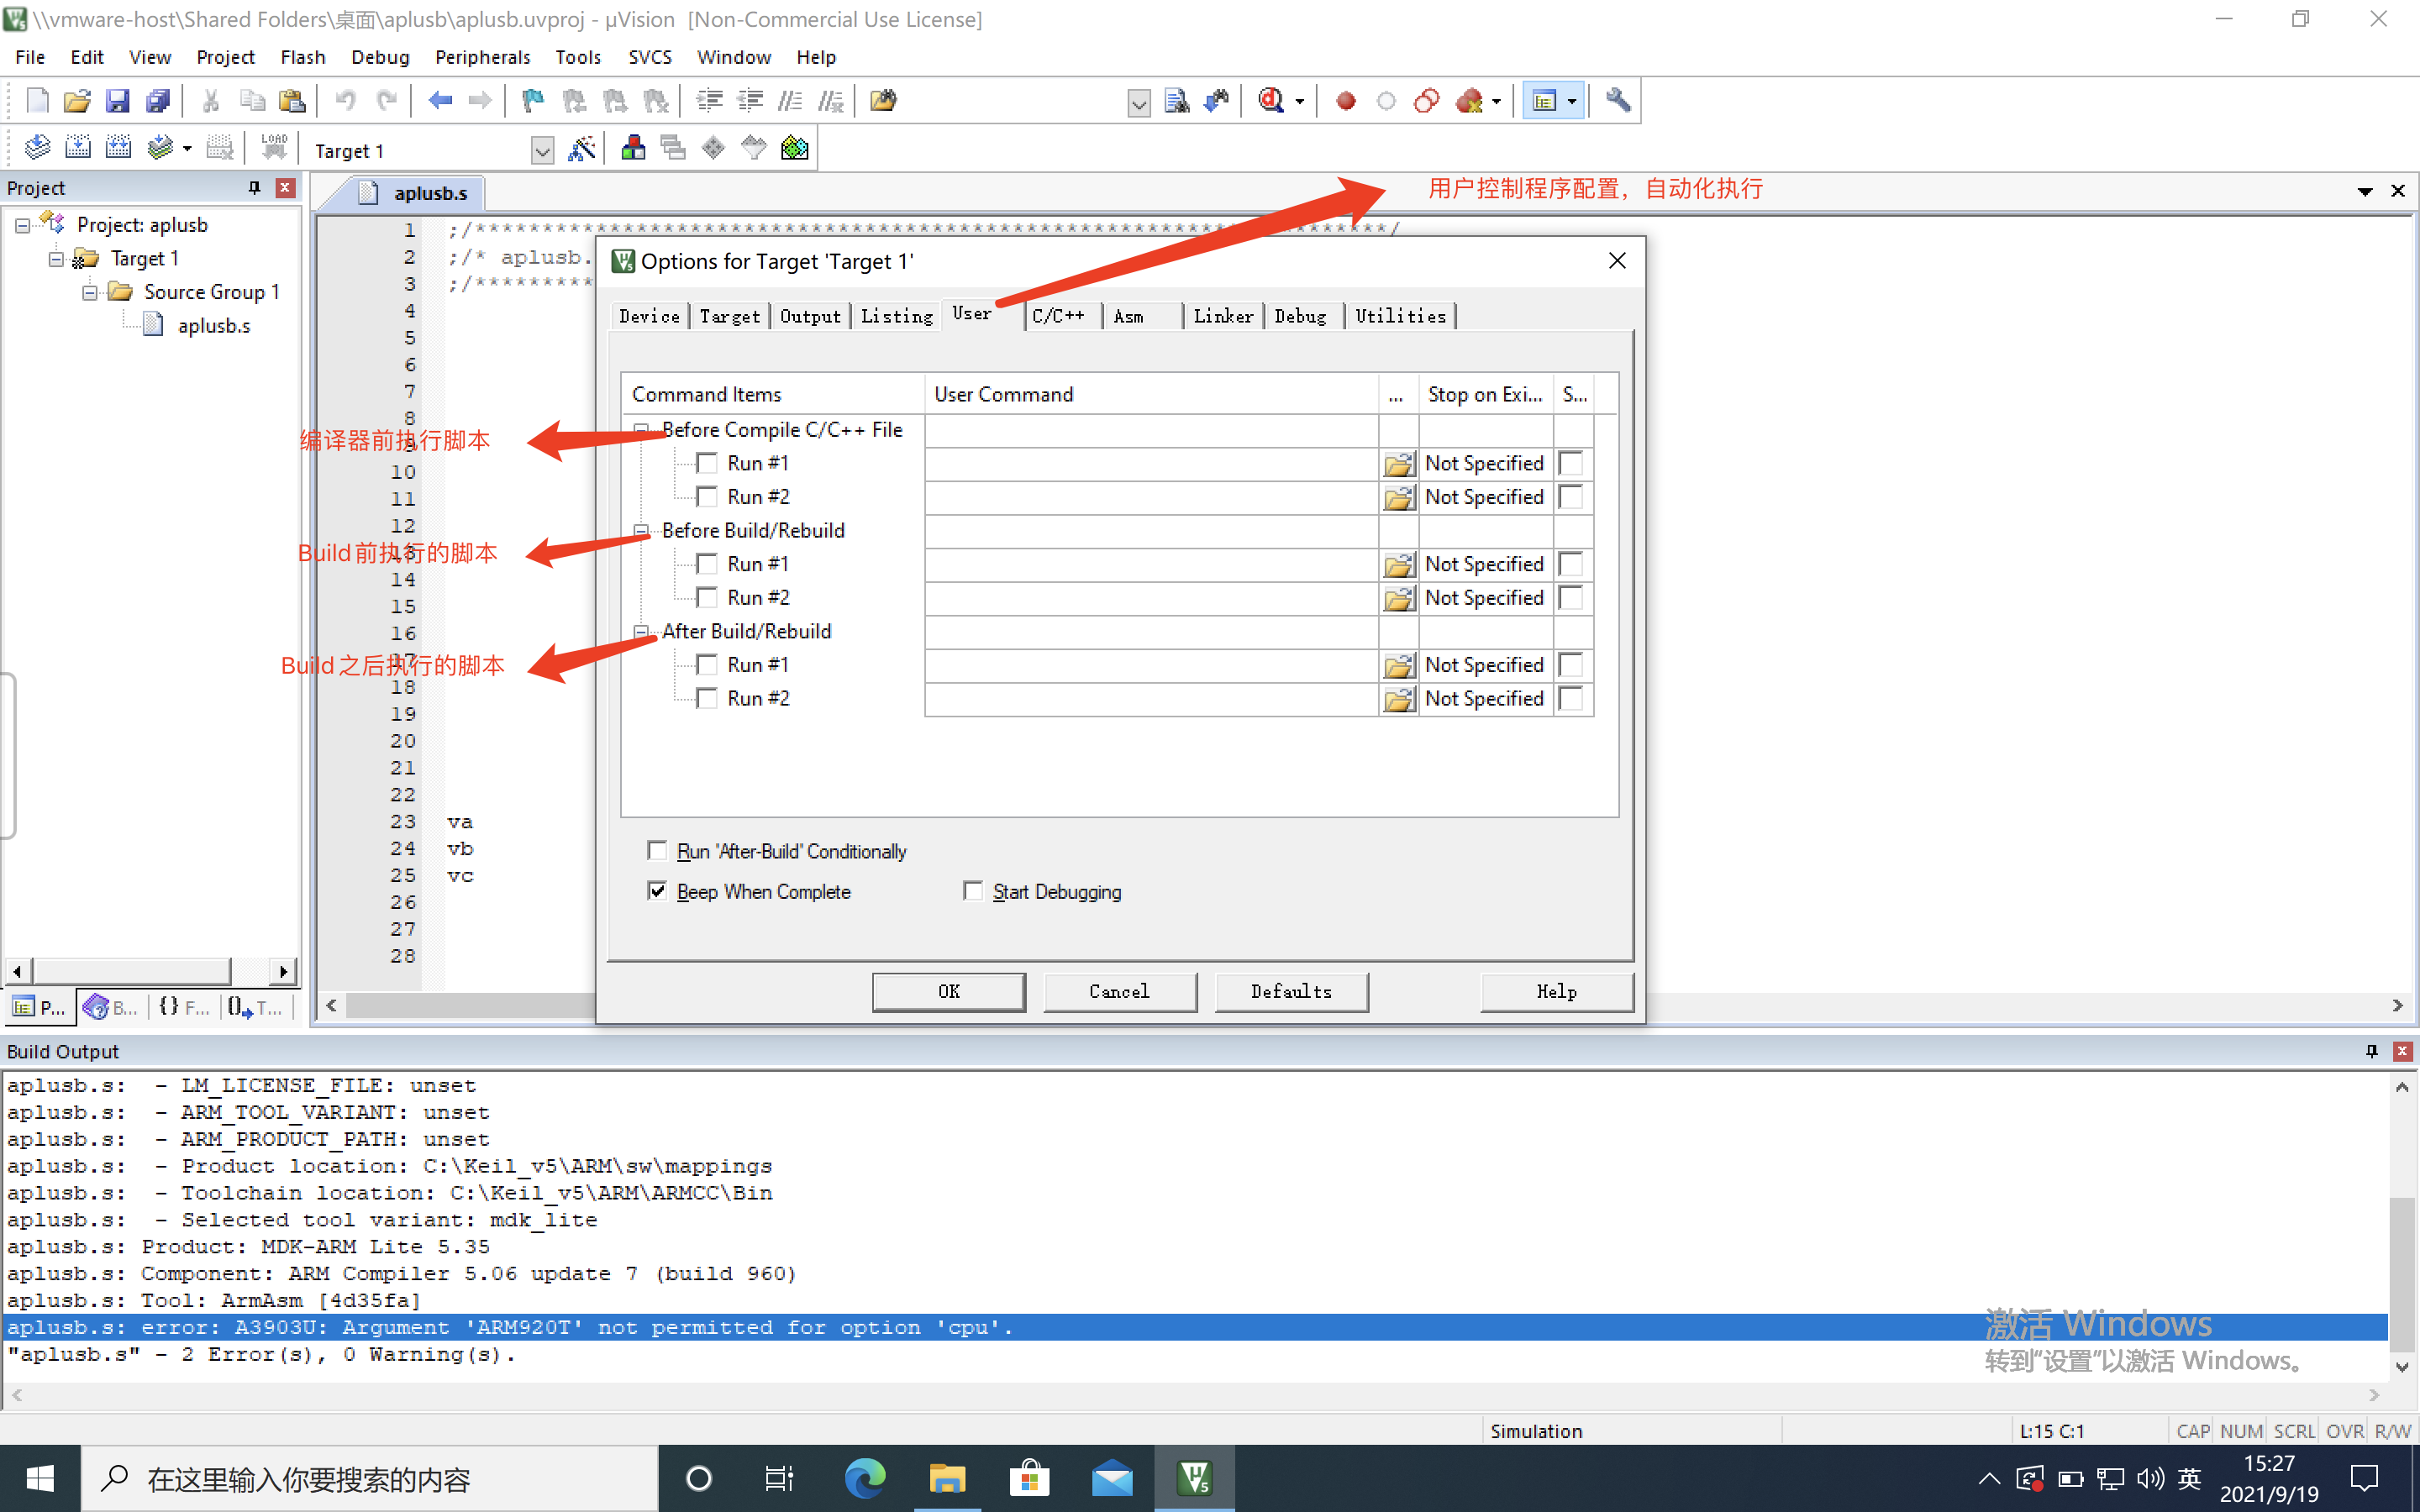 \\vmware-host\Shared Folders\桌面\aplusb\aplusb.uvproj - µVision  [Non-Commercial Use License]
File Edit View Project Flash Debug Peripherals Tools SVCS Window Help
LOAD
Target 1
Project
aplusb.s
用户控制程序配置，自动化执行
Project: aplusb
Target 1
Source Group 1
aplusb.s
1 ;/********************************************************************/
2 ;/* aplusb.
3 ;/*********
4
5
6
7
8
10
11
12
14
15
16
18
19
20
21
22
23 va
24 vb
25 vc
26
27
28
编译器前执行脚本
Build前执行的脚本
Build之后执行的脚本
Options for Target 'Target 1'
Device Target Output Listing User C/C++ Asm Linker Debug Utilities
Command Items User Command ... Stop on Exi... S...
Before Compile C/C++ File
Run #1 Not Specified
Run #2 Not Specified
Before Build/Rebuild
Run #1 Not Specified
Run #2 Not Specified
After Build/Rebuild
Run #1 Not Specified
Run #2 Not Specified
Run 'After-Build' Conditionally
Beep When Complete Start Debugging
OK Cancel Defaults Help
P... B... {} F... T...
Build Output
aplusb.s:  - LM_LICENSE_FILE: unset
aplusb.s:  - ARM_TOOL_VARIANT: unset
aplusb.s:  - ARM_PRODUCT_PATH: unset
aplusb.s:  - Product location: C:\Keil_v5\ARM\sw\mappings
aplusb.s:  - Toolchain location: C:\Keil_v5\ARM\ARMCC\Bin
aplusb.s:  - Selected tool variant: mdk_lite
aplusb.s: Product: MDK-ARM Lite 5.35
aplusb.s: Component: ARM Compiler 5.06 update 7 (build 960)
aplusb.s: Tool: ArmAsm [4d35fa]
aplusb.s: error: A3903U: Argument 'ARM920T' not permitted for option 'cpu'.
"aplusb.s" - 2 Error(s), 0 Warning(s).
激活 Windows
转到“设置”以激活 Windows。
Simulation L:15 C:1 CAP NUM SCRL OVR R/W
在这里输入你要搜索的内容
英
15:27
2021/9/19